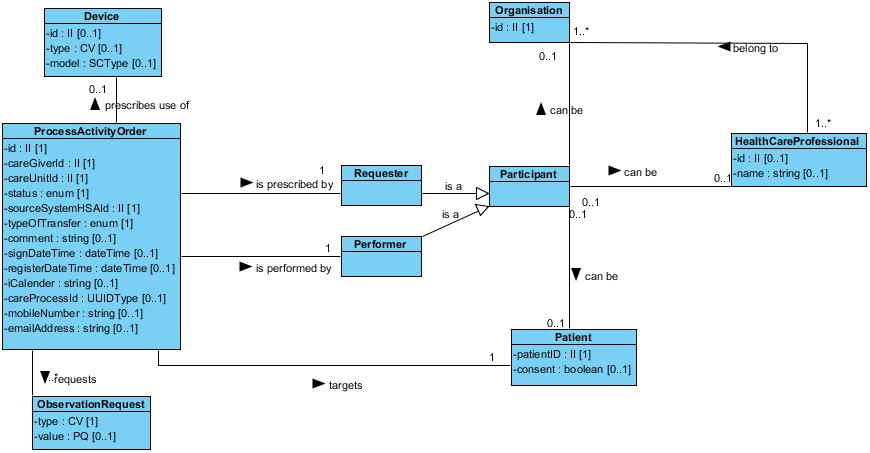 Device
-id : II [0..1]
-type : CV [0..1]
-model : SCType [0..1]
0..1
prescribes use of
ProcessActivityOrder
-id : II [1]
-careGiverId : II [1]
-careUnitId : II [1]
-status : enum [1]
-sourceSystemHSAId : II [1]
-typeOfTransfer : enum [1]
-comment : string [0..1]
-signDateTime : dateTime [0..1]
-registerDateTime : dateTime [0..1]
-iCalender : string [0..1]
-careProcessId : UUIDType [0..1]
-mobileNumber : string [0..1]
-emailAddress : string [0..1]
requests
ObservationRequest
-type : CV [1]
-value : PQ [0..1]
1
is prescribed by
1
is performed by
1
targets
Requester
is a
Performer
is a
Participant
Organisation
-id : II [1]
1..*
0..1
can be
belong to
1..*
HealthCareProfessional
-id : II [0..1]
-name : string [0..1]
can be
0..1
0..1
0..1
can be
0..1
Patient
-patientID : II [1]
-consent : boolean [0..1]